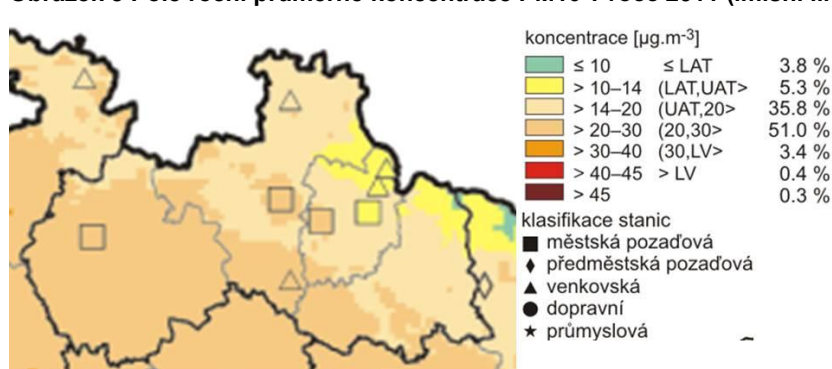 koncentrace [µg.m-3]
≤ 10 ≤ LAT 3.8 %
> 10–14 (LAT,UAT> 5.3 %
> 14–20 (UAT,20> 35.8 %
> 20–30 (20,30> 51.0 %
> 30–40 (30,LV> 3.4 %
> 40–45 > LV 0.4 %
> 45 0.3 %
klasifikace stanic
městská pozaďová
předměstská pozaďová
venkovská
dopravní
průmyslová